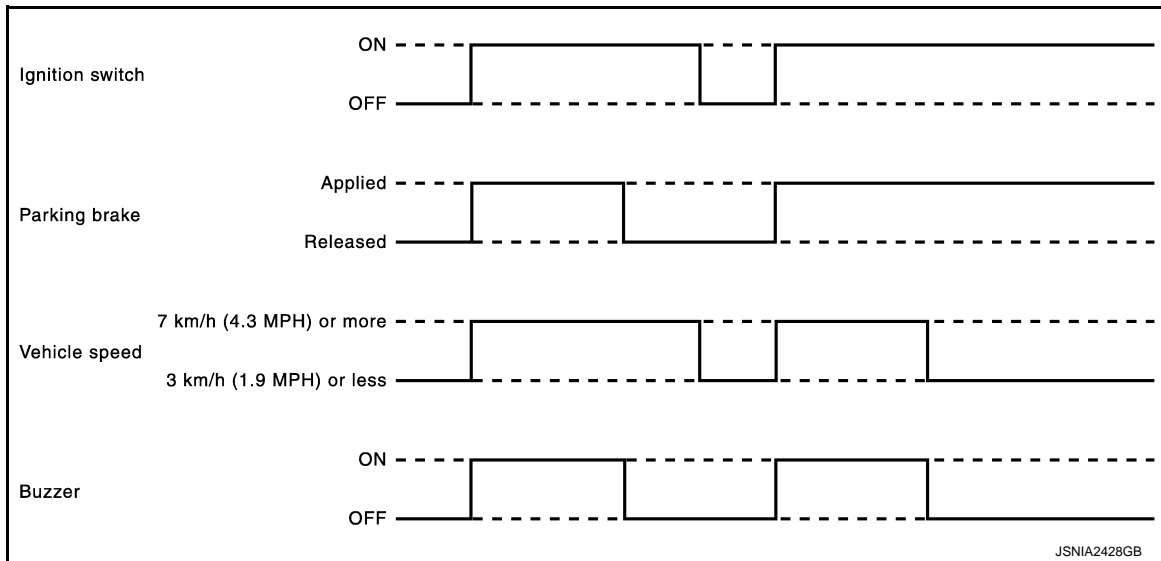 ON
Ignition switch
OFF
Applied
Parking brake
Released
7 km/h (4.3 MPH) or more
Vehicle speed
3 km/h (1.9 MPH) or less
ON
Buzzer
OFF
JSNIA2428GB